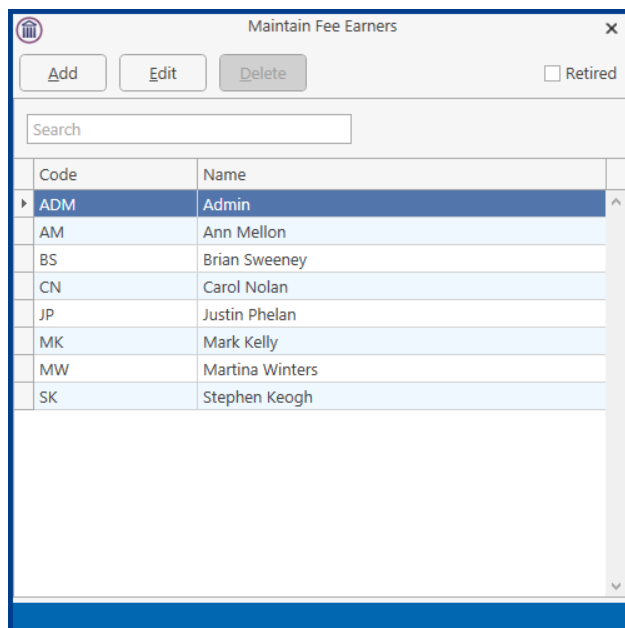 Maintain Fee Earners
Add Edit Delete Retired
Search
Code Name
ADM Admin
AM Ann Mellon
BS Brian Sweeney
CN Carol Nolan
JP Justin Phelan
MK Mark Kelly
MW Martina Winters
SK Stephen Keogh